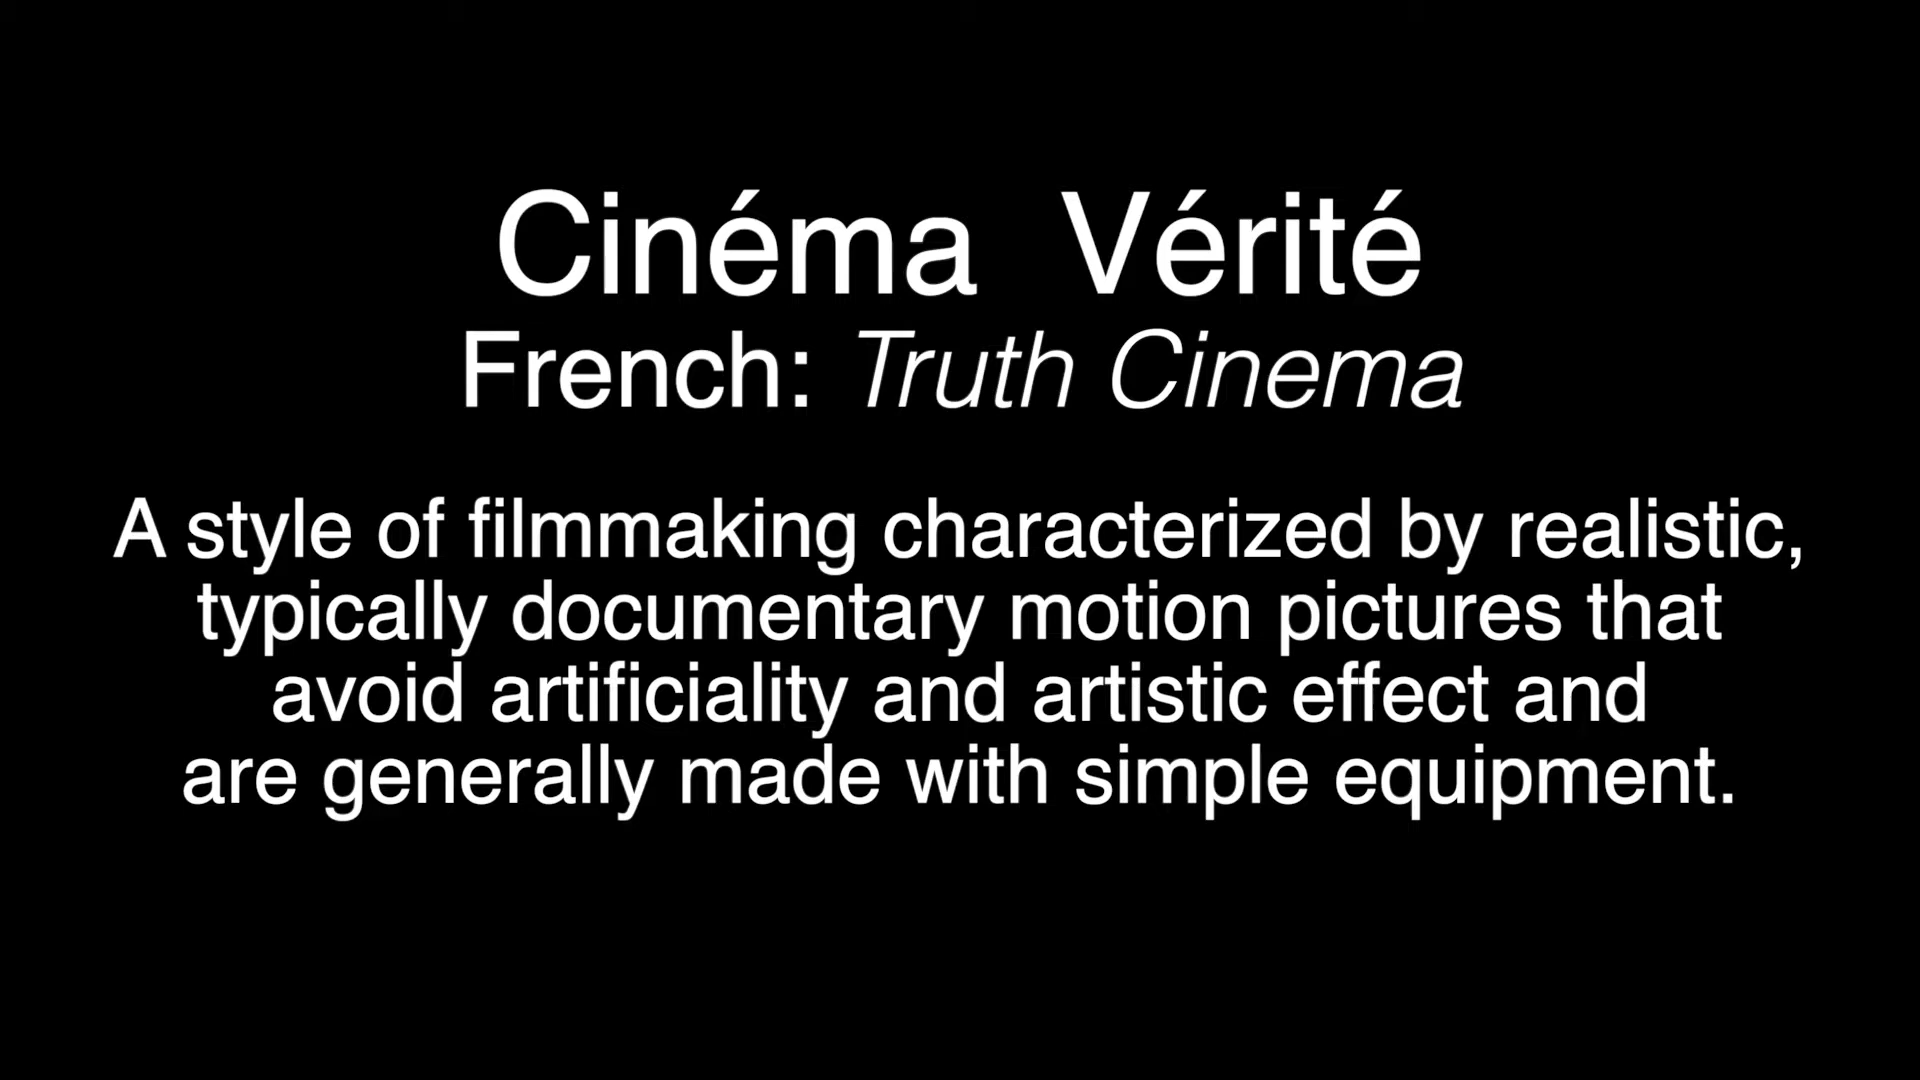 Cinéma Vérité
French: Truth Cinema
A style of filmmaking characterized by realistic,
typically documentary motion pictures that
avoid artificiality and artistic effect and
are generally made with simple equipment.